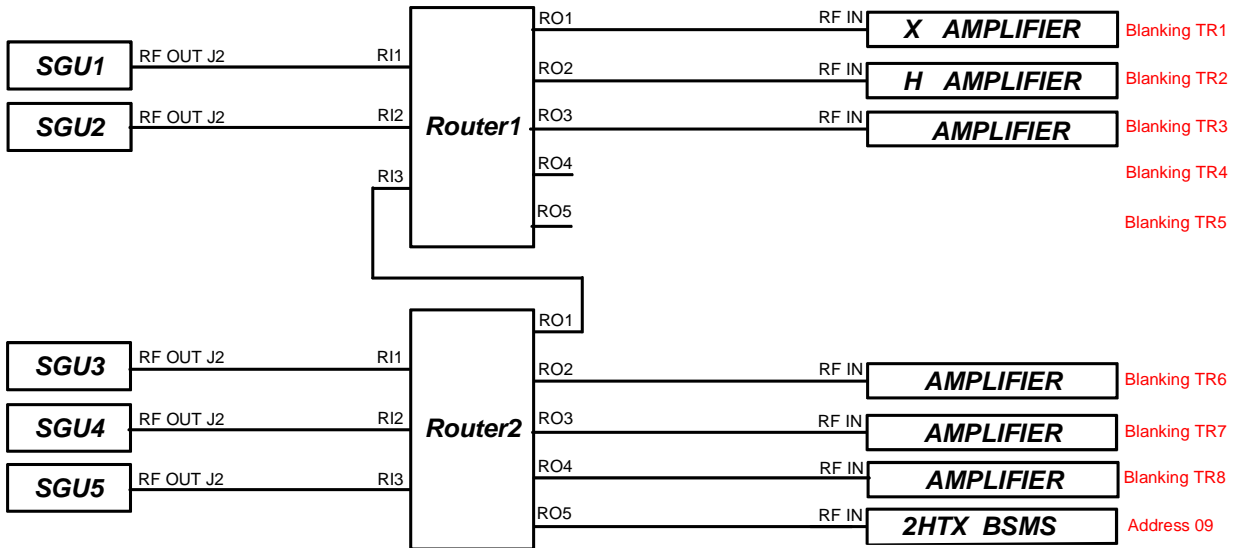 RO1 RF IN X AMPLIFIER Blanking TR1
SGU1 RF OUT J2 RI1
RO2 RF IN H AMPLIFIER Blanking TR2
SGU2 RF OUT J2 RI2 Router1
RO3 RF IN AMPLIFIER Blanking TR3
RI3 RO4 Blanking TR4
RO5 Blanking TR5
RO1
SGU3 RF OUT J2 RI1
RO2 RF IN AMPLIFIER Blanking TR6
SGU4 RF OUT J2 RI2 Router2
RO3 RF IN AMPLIFIER Blanking TR7
SGU5 RF OUT J2 RI3
RO4 RF IN AMPLIFIER Blanking TR8
RO5 RF IN 2HTX BSMS Address 09